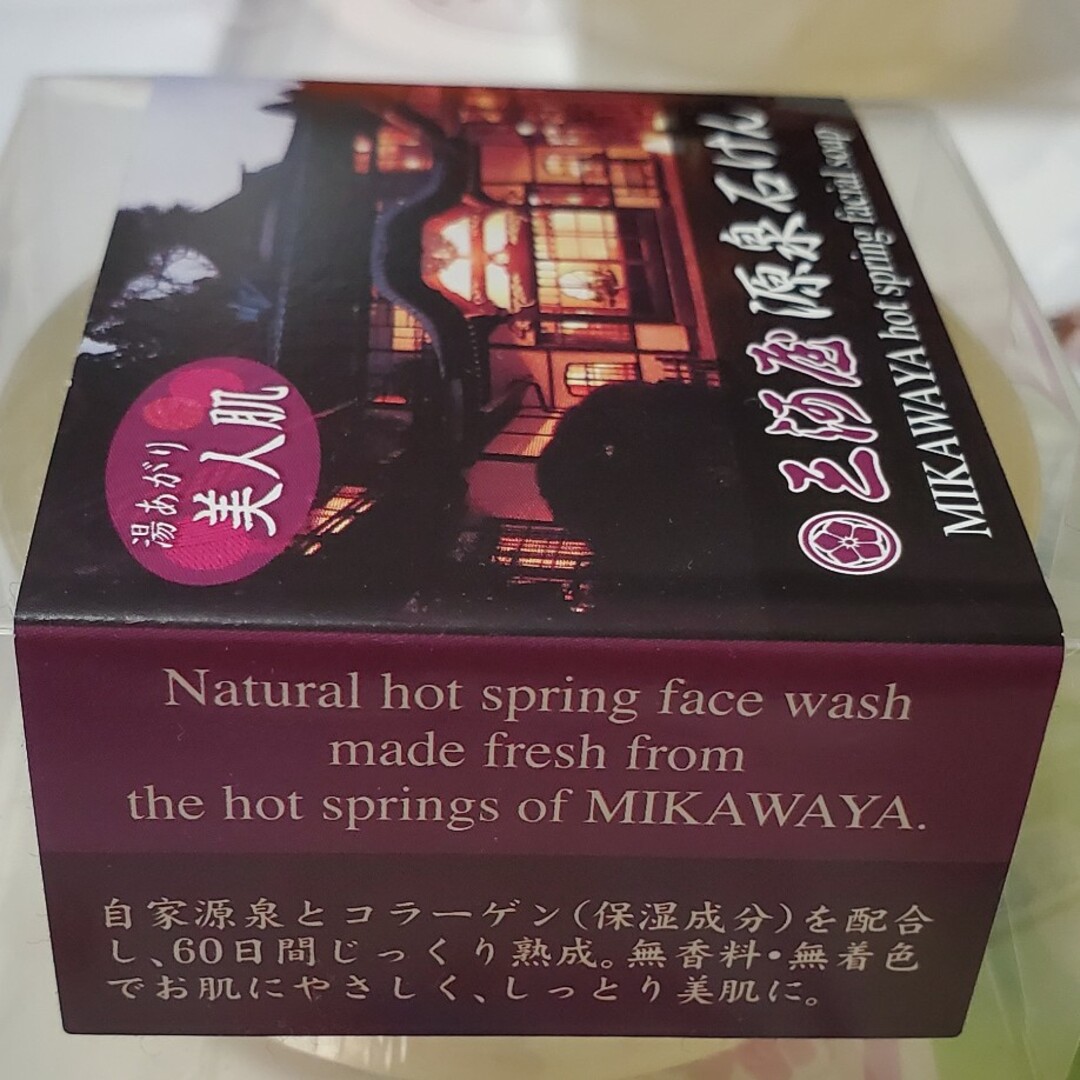 三河屋 源泉石けん
MIKAWAYA hot spring facial soap
湯あがり
美人肌
Natural hot spring face wash
made fresh from
the hot springs of MIKAWAYA.
自家源泉とコラーゲン(保湿成分)を配合
し、60日間じっくり熟成。無香料・無着色
でお肌にやさしく、しっとり美肌に。